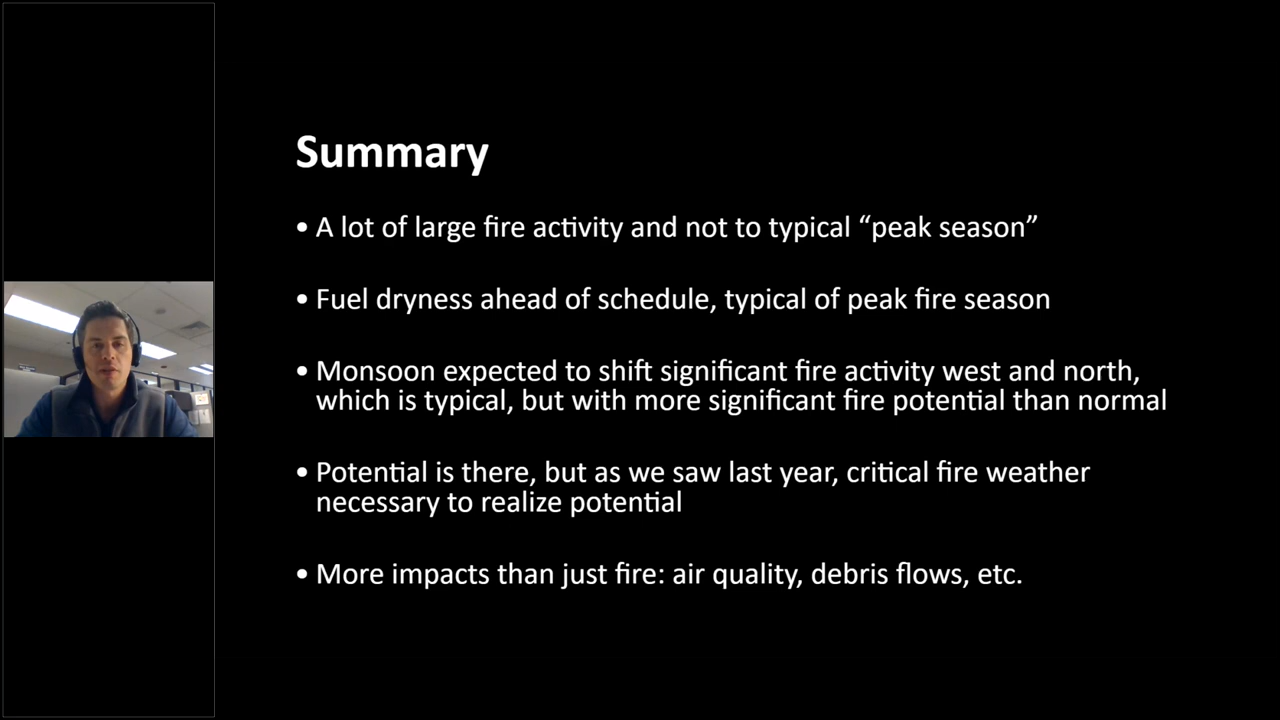 Summary
• A lot of large fire activity and not to typical “peak season”
• Fuel dryness ahead of schedule, typical of peak fire season
• Monsoon expected to shift significant fire activity west and north,
which is typical, but with more significant fire potential than normal
• Potential is there, but as we saw last year, critical fire weather
necessary to realize potential
• More impacts than just fire: air quality, debris flows, etc.